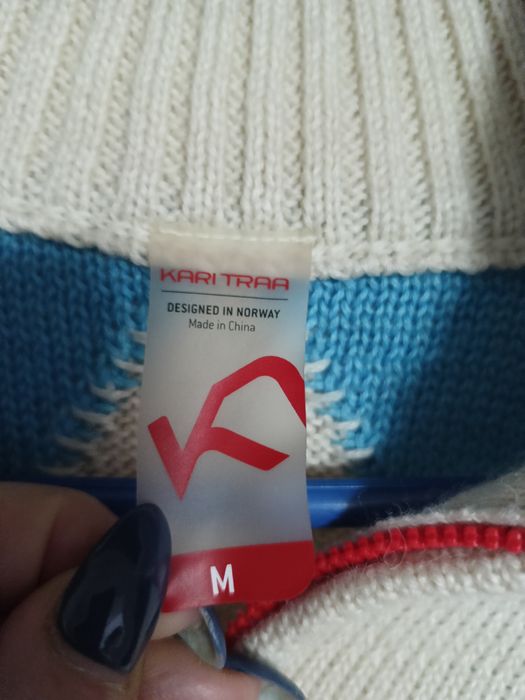 KARI TRAA
DESIGNED IN NORWAY
Made in China
M